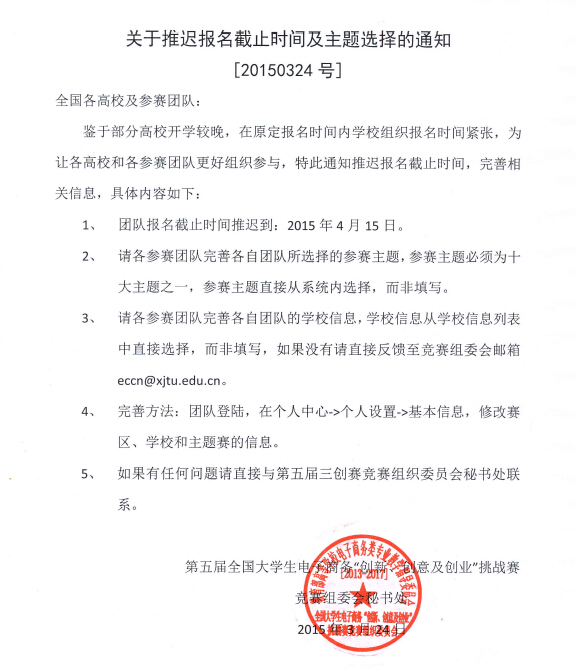 关于推迟报名截止时间及主题选择的通知
[20150324 号]
全国各高校及参赛团队：
鉴于部分高校开学较晚，在原定报名时间内学校组织报名时间紧张，为
让各高校和各参赛团队更好组织参与，特此通知推迟报名截止时间，完善相
关信息，具体内容如下：
1、 团队报名截止时间推迟到：2015 年 4 月 15 日。
2、 请各参赛团队完善各自团队所选择的参赛主题，参赛主题必须为十
大主题之一，参赛主题直接从系统内选择，而非填写。
3、 请各参赛团队完善各自团队的学校信息，学校信息从学校信息列表
中直接选择，而非填写，如果没有请直接反馈至竞赛组委会邮箱
eccn@xjtu.edu.cn。
4、 完善方法：团队登陆，在个人中心->个人设置->基本信息，修改赛
区、学校和主题赛的信息。
5、 如果有任何问题请直接与第五届三创赛竞赛组织委员会秘书处联
系。
第五届全国大学生电子商务“创新、创意及创业”挑战赛
竞赛组委会秘书处
2015 年 3 月 24 日
[2013-2017]